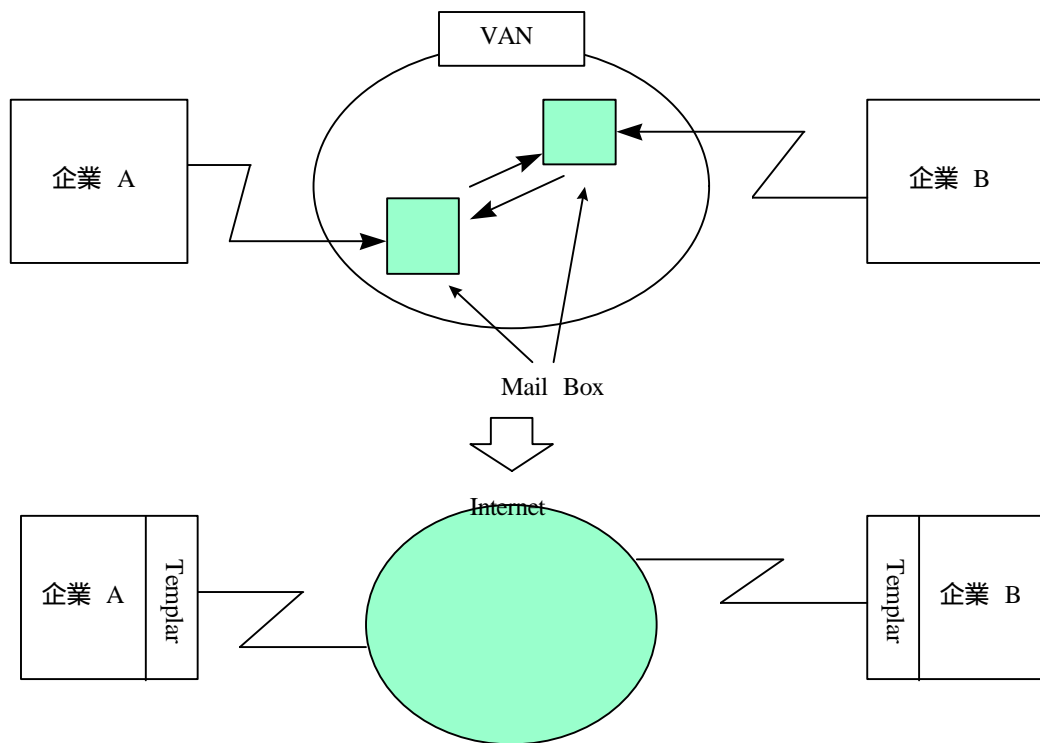 VAN
企業 A
企業 B
Mail Box
Internet
企業 A
Templar
Templar
企業 B